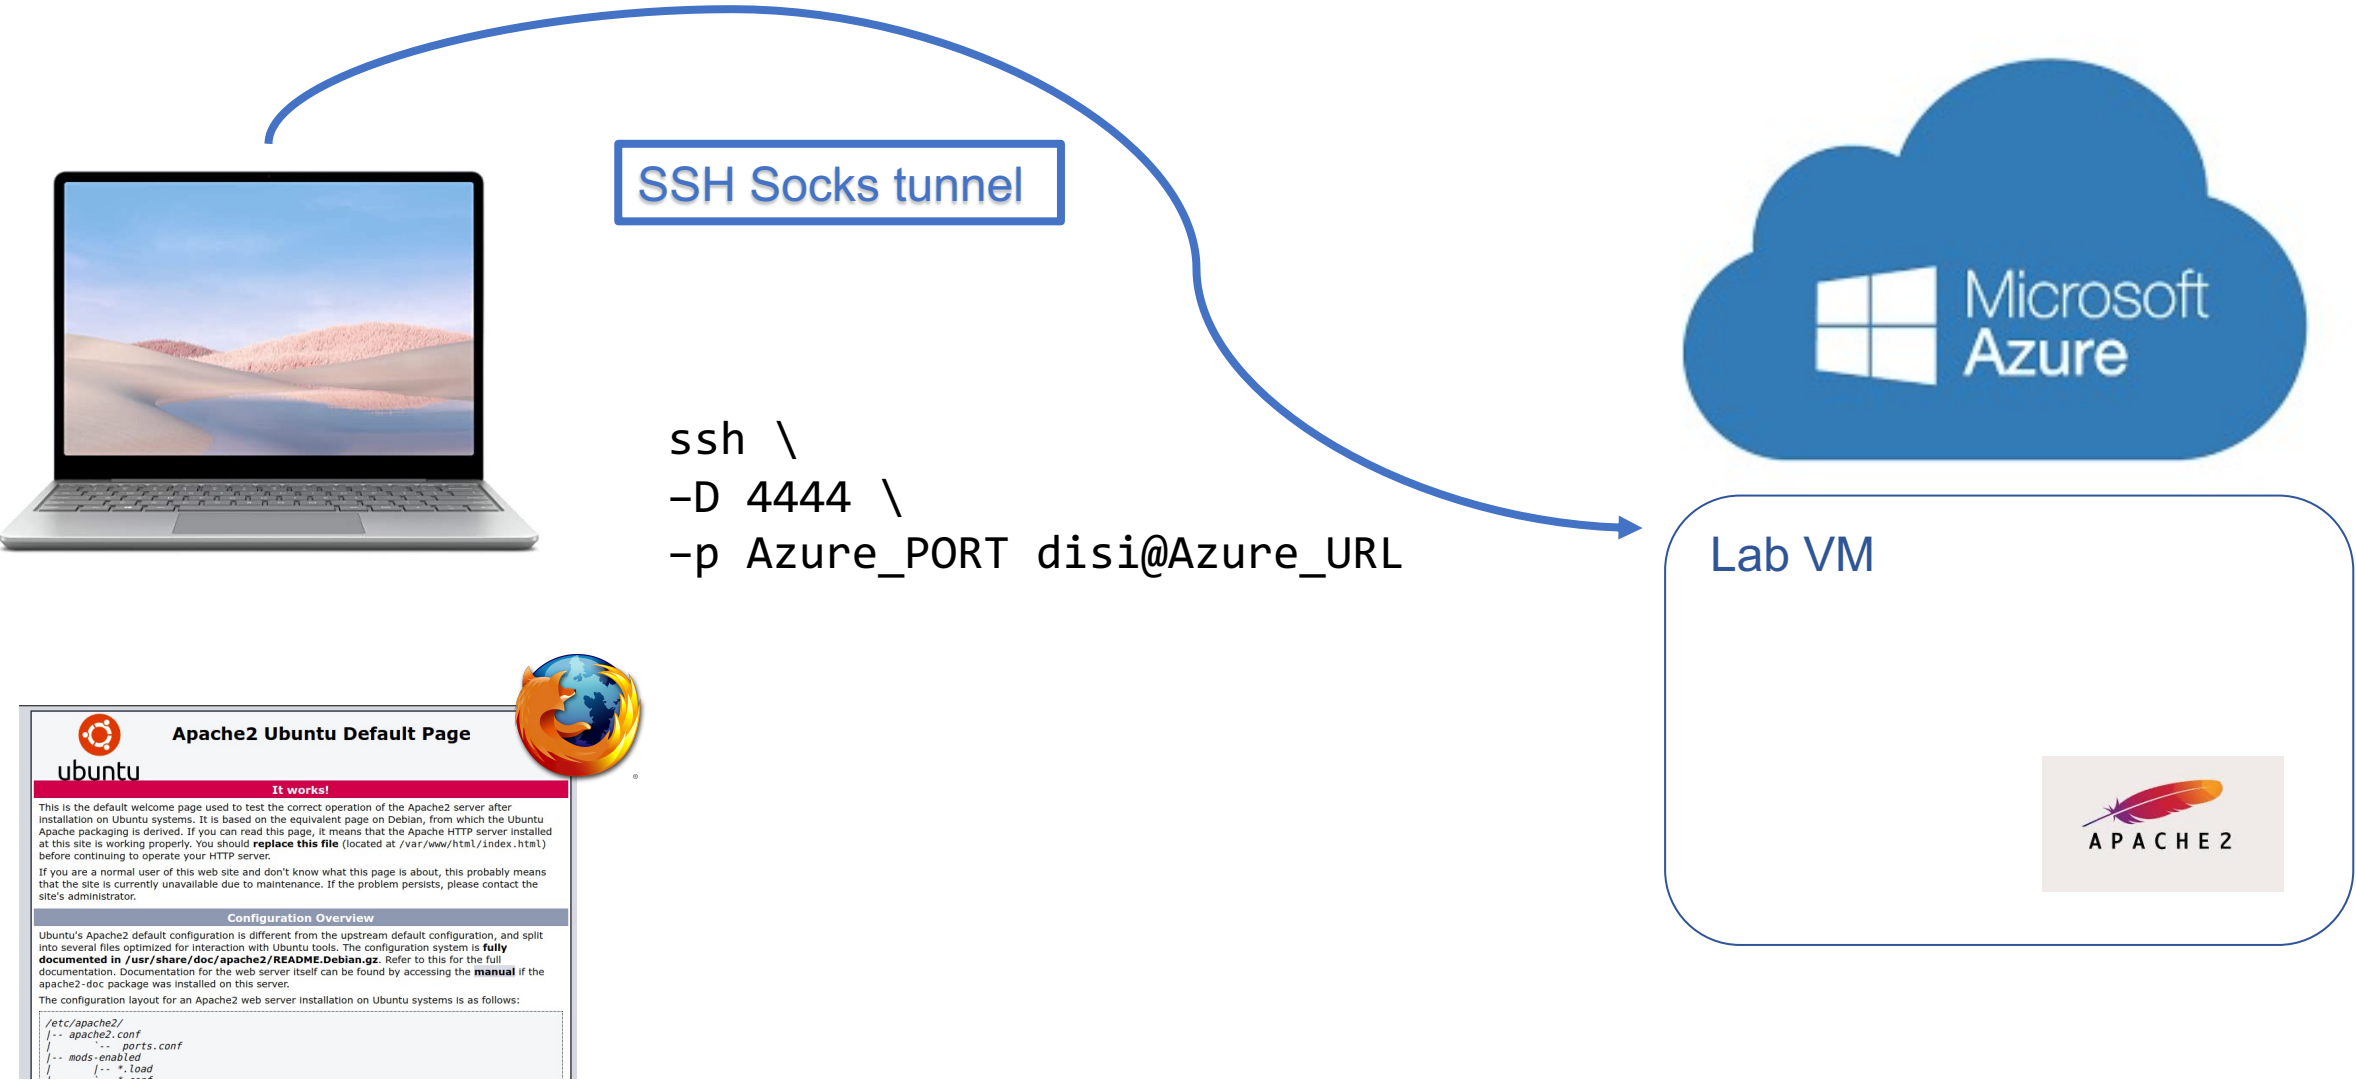 SSH Socks tunnel
Microsoft
Azure
ssh \
–D 4444 \
–p Azure_PORT disi@Azure_URL
Lab VM
APACHE2
ubuntu
Apache2 Ubuntu Default Page
It works!
This is the default welcome page used to test the correct operation of the Apache2 server after
installation on Ubuntu systems. It is based on the equivalent page on Debian, from which the Ubuntu
Apache packaging is derived. If you can read this page, it means that the Apache HTTP server installed
at this site is working properly. You should replace this file (located at /var/www/html/index.html)
before continuing to operate your HTTP server.
If you are a normal user of this web site and don't know what this page is about, this probably means
that the site is currently unavailable due to maintenance. If the problem persists, please contact the
site's administrator.
Configuration Overview
Ubuntu's Apache2 default configuration is different from the upstream default configuration, and split
into several files optimized for interaction with Ubuntu tools. The configuration system is fully
documented in /usr/share/doc/apache2/README.Debian.gz. Refer to this for the full
documentation. Documentation for the web server itself can be found by accessing the manual if the
apache2-doc package was installed on this server.
The configuration layout for an Apache2 web server installation on Ubuntu systems is as follows:
/etc/apache2/
|-- apache2.conf
|       `--  ports.conf
|-- mods-enabled
|       |-- *.load